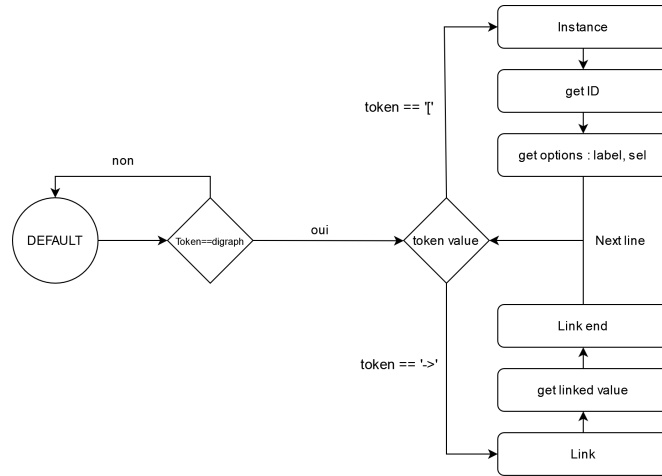 Instance
token == '['
get ID
get options : label, sel
non
DEFAULT
Token==digraph
oui
token value
Next line
Link end
token == '->'
get linked value
Link